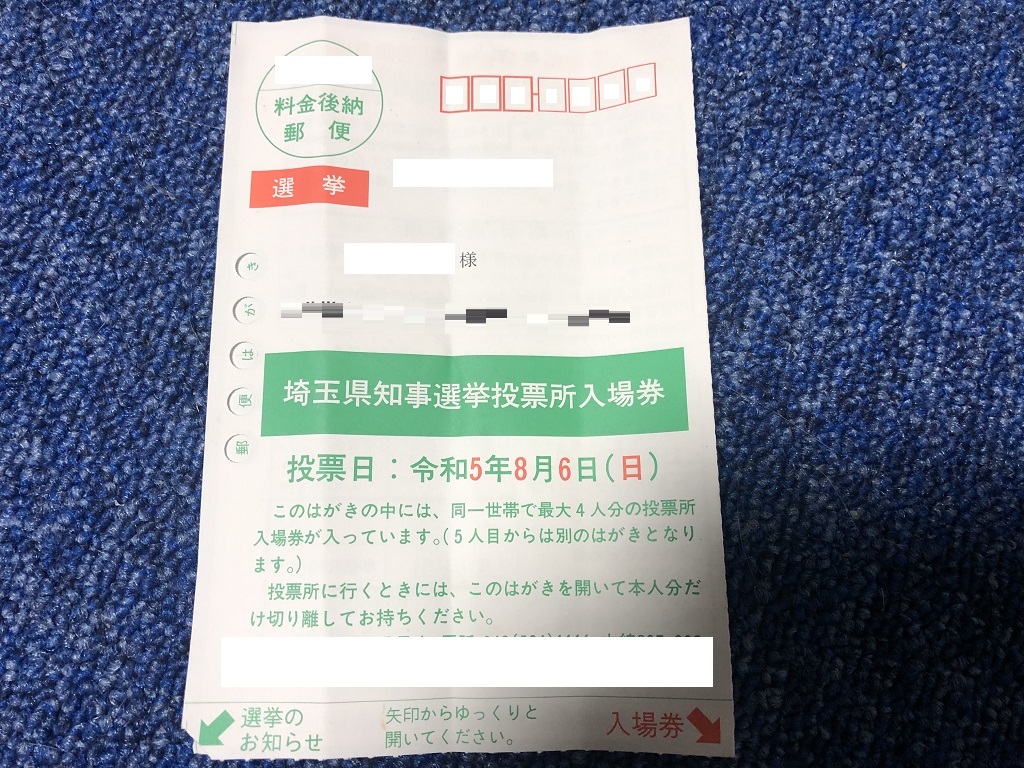 料金後納
郵 便
選 挙
様
郵便はがき
埼玉県知事選挙投票所入場券
投票日：令和5年8月6日（日）
このはがきの中には、同一世帯で最大4人分の投票所
入場券が入っています。（5人目からは別のはがきとなり
ます。）
投票所に行くときには、このはがきを開いて本人分だ
け切り離してお持ちください。
選挙の
お知らせ
矢印からゆっくりと
開いてください。
入場券